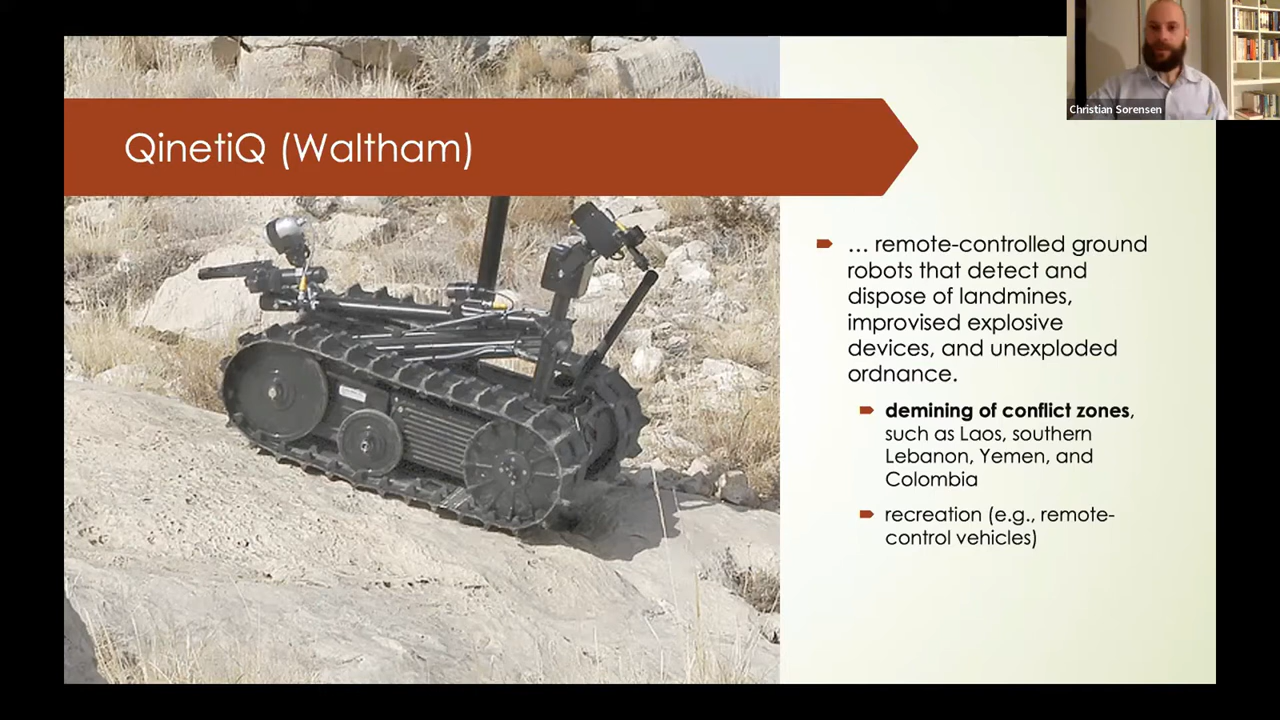 Christian Sorensen
QinetiQ (Waltham)
… remote-controlled ground
robots that detect and
dispose of landmines,
improvised explosive
devices, and unexploded
ordnance.
demining of conflict zones,
such as Laos, southern
Lebanon, Yemen, and
Colombia
recreation (e.g., remote-
control vehicles)